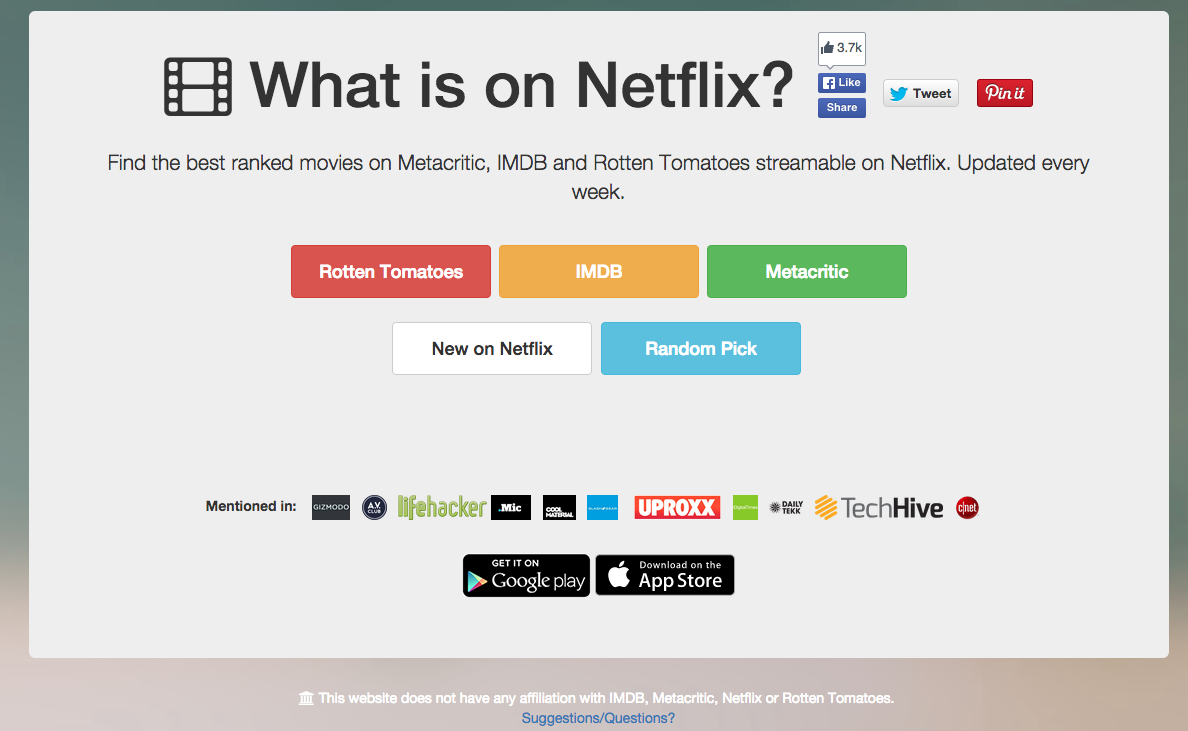 What is on Netflix?
3.7k
Like
Share
Tweet
Pin it
Find the best ranked movies on Metacritic, IMDB and Rotten Tomatoes streamable on Netflix. Updated every
week.
Rotten Tomatoes IMDB Metacritic
New on Netflix Random Pick
Mentioned in: GIZMODO A.V. CLUB lifehacker .Mic COOL MATERIAL UPROXX DAILY TEKK TechHive c|net
GET IT ON
Google play
Download on the
App Store
This website does not have any affiliation with IMDB, Metacritic, Netflix or Rotten Tomatoes.
Suggestions/Questions?